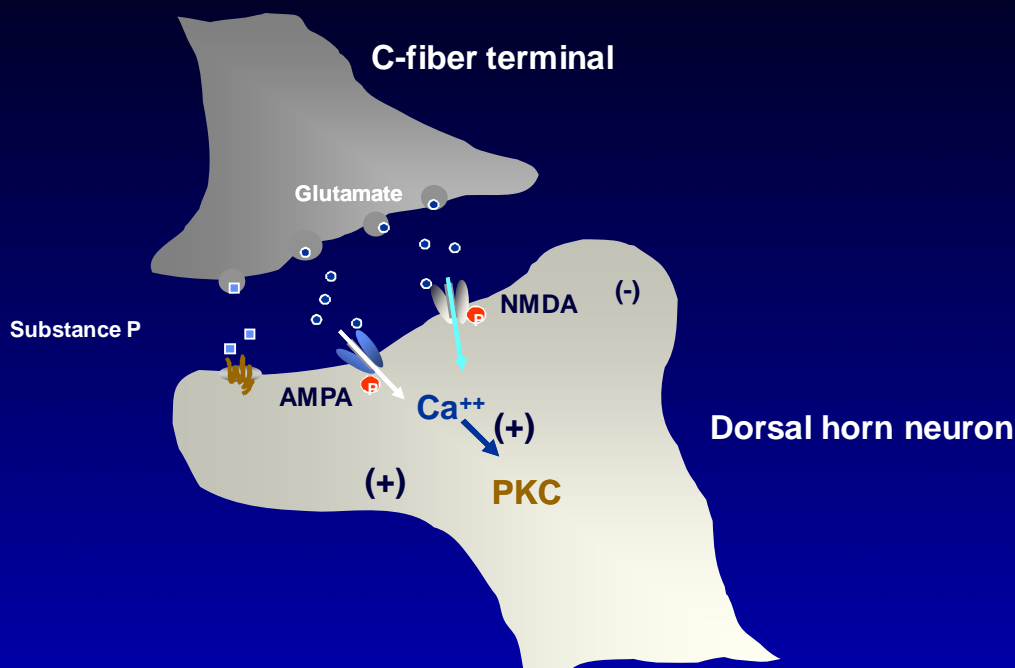 C-fiber terminal
Glutamate
NMDA
(-)
P
Substance P
AMPA
P
Ca++
(+)
Dorsal horn neuron
(+)
PKC